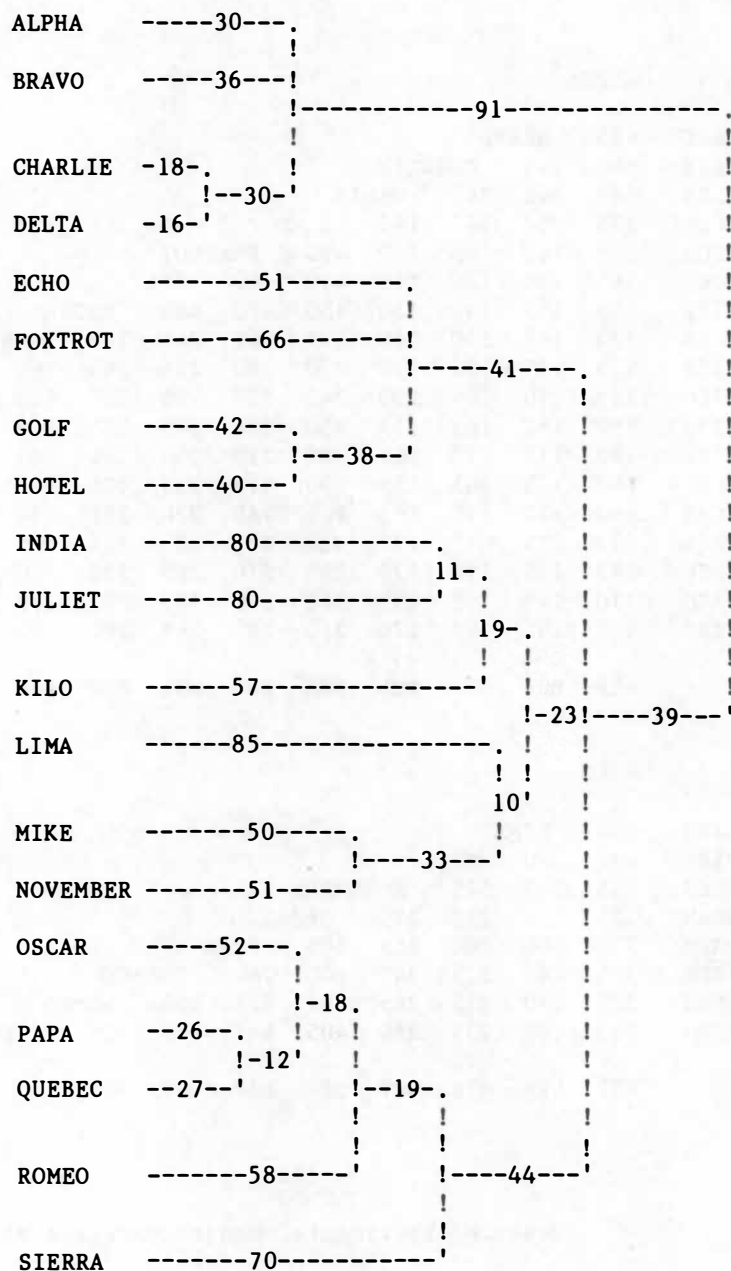 ALPHA -----30---.
BRAVO -----36---!
!------------91---------------.
CHARLIE -18-.
!--30-'
DELTA -16-'
ECHO --------51----------.
FOXTROT --------66----------!
!-----41----.
GOLF -----42---.
!---38--'
HOTEL -----40---'
INDIA --------80------------.
11-.
JULIET --------80------------'
19-.
KILO --------57---------------'
!-23!----39---'
LIMA --------85----------------.
10'
MIKE -------50-----.
!----33---'
NOVEMBER -------51-----'
OSCAR -----52---.
!-18.
PAPA --26--.
!-12'
QUEBEC --27--' !--19--.
ROMEO -------58-----' !----44---'
SIERRA --------70-----------'